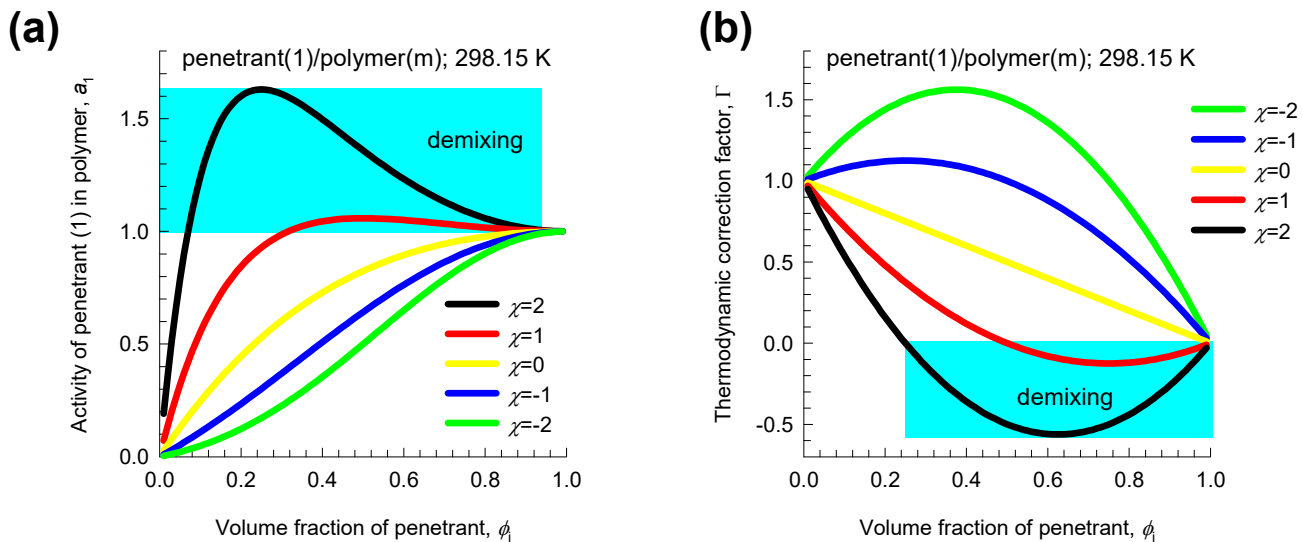 (a)
penetrant(1)/polymer(m); 298.15 K
Activity of penetrant (1) in polymer, a₁
1.5
1.0
0.5
0.0
demixing
χ=2
χ=1
χ=0
χ=-1
χ=-2
0.0 0.2 0.4 0.6 0.8 1.0
Volume fraction of penetrant, ϕ₁
(b)
penetrant(1)/polymer(m); 298.15 K
Thermodynamic correction factor, Γ
1.5
1.0
0.5
0.0
-0.5
demixing
χ=-2
χ=-1
χ=0
χ=1
χ=2
0.0 0.2 0.4 0.6 0.8 1.0
Volume fraction of penetrant, ϕ₁